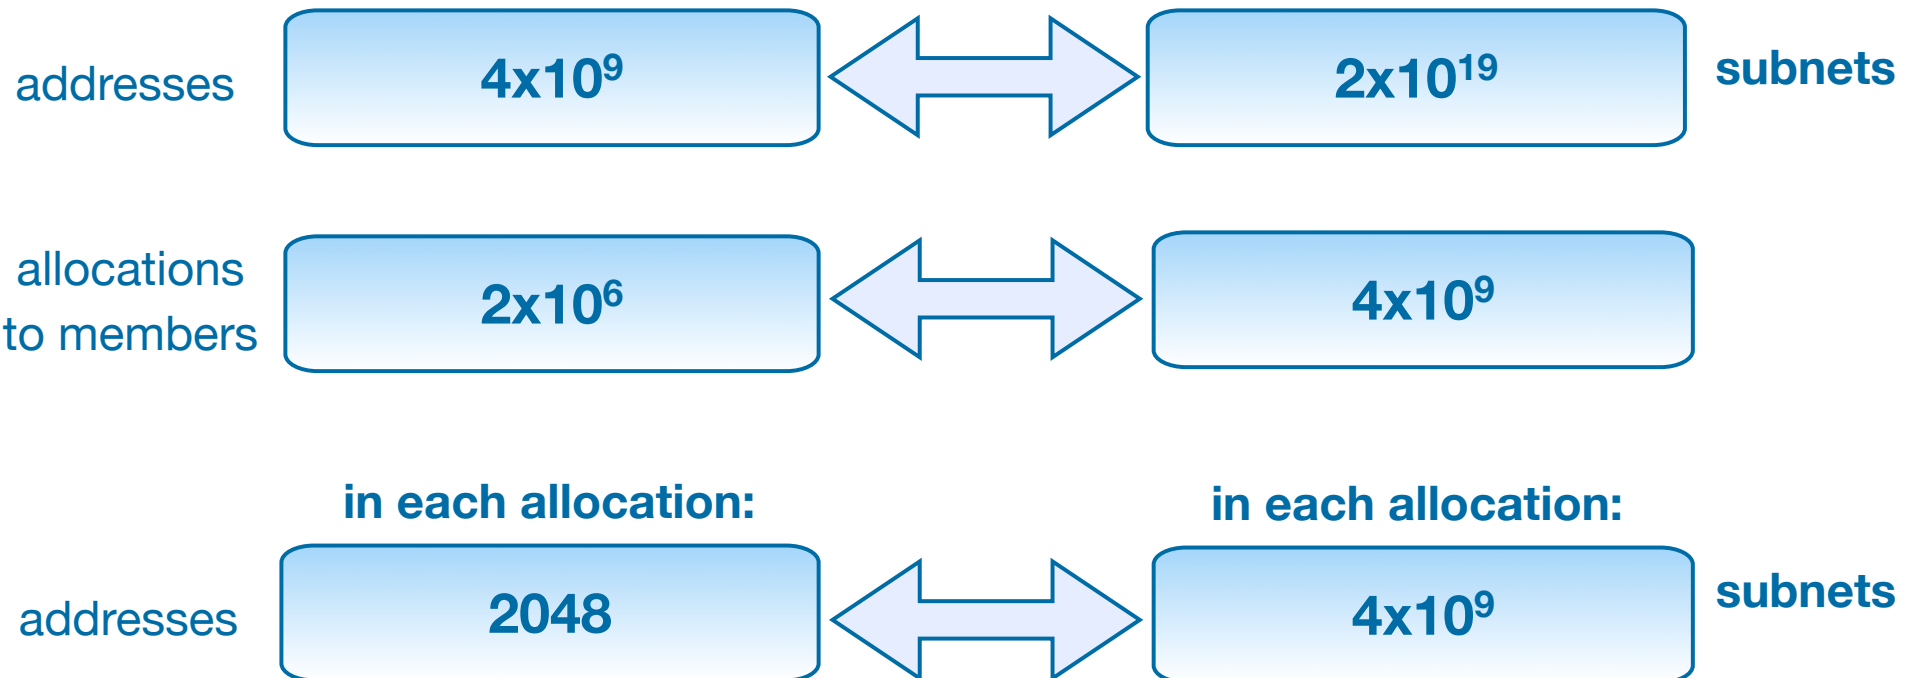 addresses
4x10⁹
2x10¹⁹
subnets
allocations
to members
2x10⁶
4x10⁹
in each allocation:
in each allocation:
addresses
2048
4x10⁹
subnets